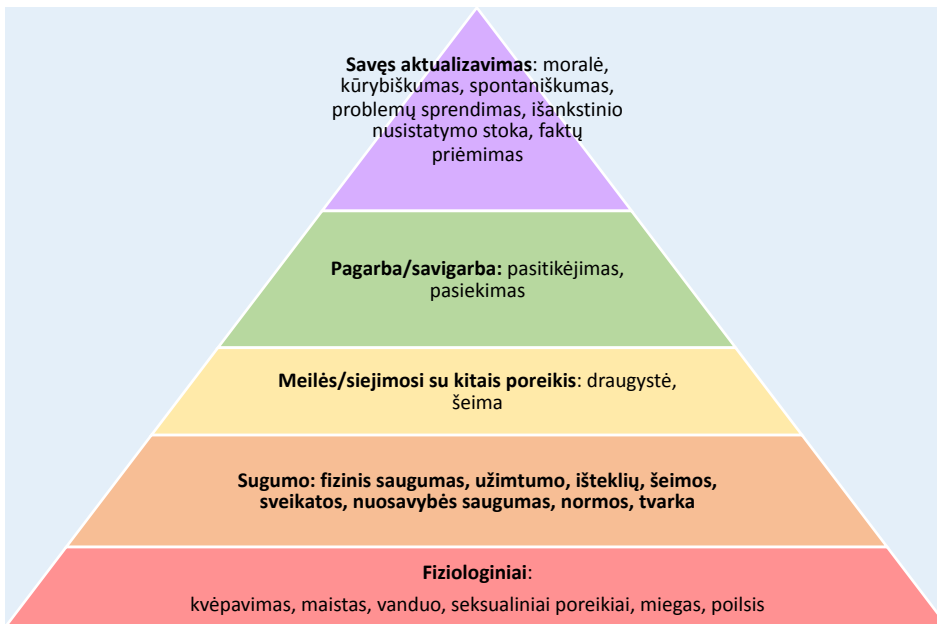 Savęs aktualizavimas: moralė,
kūrybiškumas, spontaniškumas,
problemų sprendimas, išankstinio
nusistatymo stoka, faktų
priėmimas
Pagarba/savigarba: pasitikėjimas,
pasiekimas
Meilės/siejimosi su kitais poreikis: draugystė,
šeima
Sugumo: fizinis saugumas, užimtumo, išteklių, šeimos,
sveikatos, nuosavybės saugumas, normos, tvarka
Fiziologiniai:
kvėpavimas, maistas, vanduo, seksualiniai poreikiai, miegas, poilsis